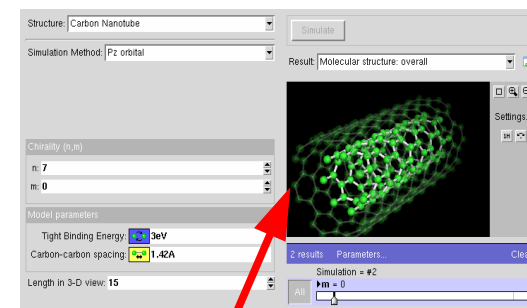 Structure: Carbon Nanotube
Simulation Method: Pz orbital
Chirality (n,m)
n: 7
m: 0
Model parameters
Tight Binding Energy: 3eV
Carbon-carbon spacing: 1.42A
Length in 3-D view: 15
Simulate
Result: Molecular structure: overall
Settings
2 results Parameters... Clea
Simulation = #2
All
m = 0